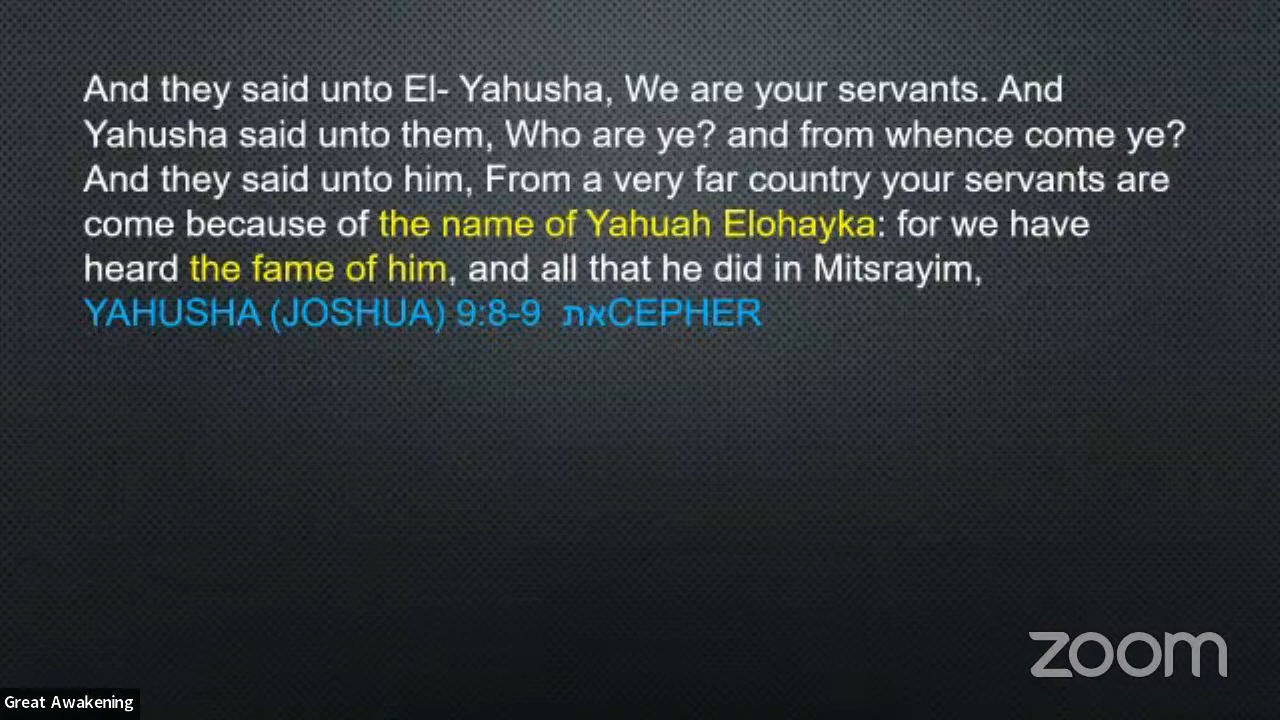 And they said unto El- Yahusha, We are your servants. And
Yahusha said unto them, Who are ye? and from whence come ye?
And they said unto him, From a very far country your servants are
come because of the name of Yahuah Elohayka: for we have
heard the fame of him, and all that he did in Mitsrayim,
YAHUSHA (JOSHUA) 9:8-9 אתCEPHER
zoom
Great Awakening